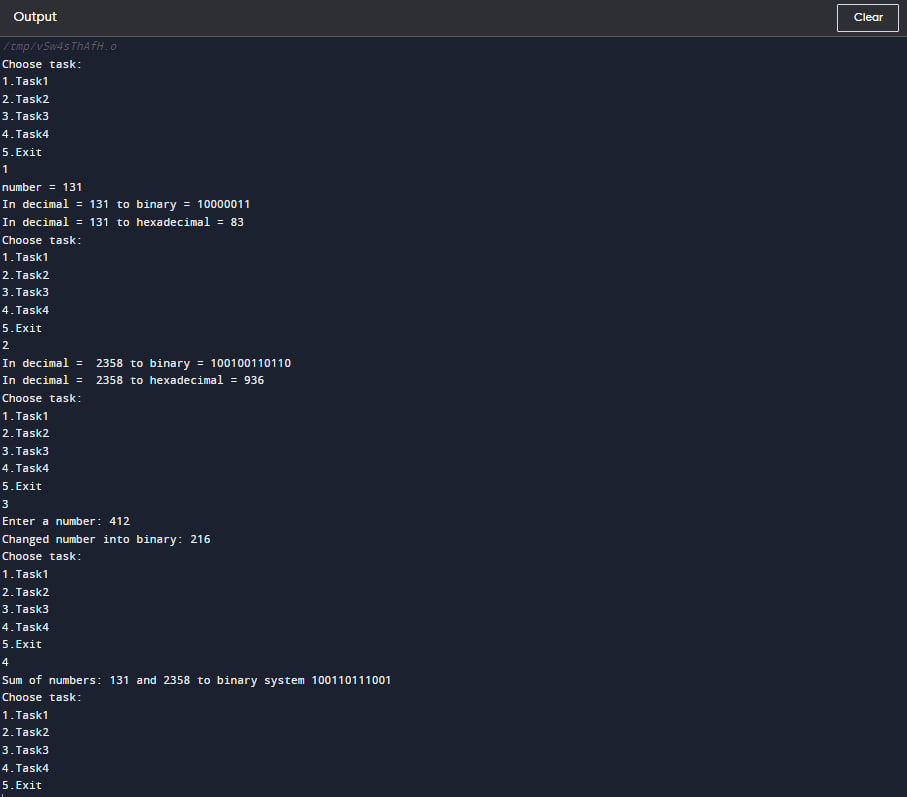 Output
Clear
/tmp/vSw4sThAfH.o
Choose task:
1.Task1
2.Task2
3.Task3
4.Task4
5.Exit
1
number = 131
In decimal = 131 to binary = 10000011
In decimal = 131 to hexadecimal = 83
Choose task:
1.Task1
2.Task2
3.Task3
4.Task4
5.Exit
2
In decimal =  2358 to binary = 100100110110
In decimal =  2358 to hexadecimal = 936
Choose task:
1.Task1
2.Task2
3.Task3
4.Task4
5.Exit
3
Enter a number: 412
Changed number into binary: 216
Choose task:
1.Task1
2.Task2
3.Task3
4.Task4
5.Exit
4
Sum of numbers: 131 and 2358 to binary system 100110111001
Choose task:
1.Task1
2.Task2
3.Task3
4.Task4
5.Exit